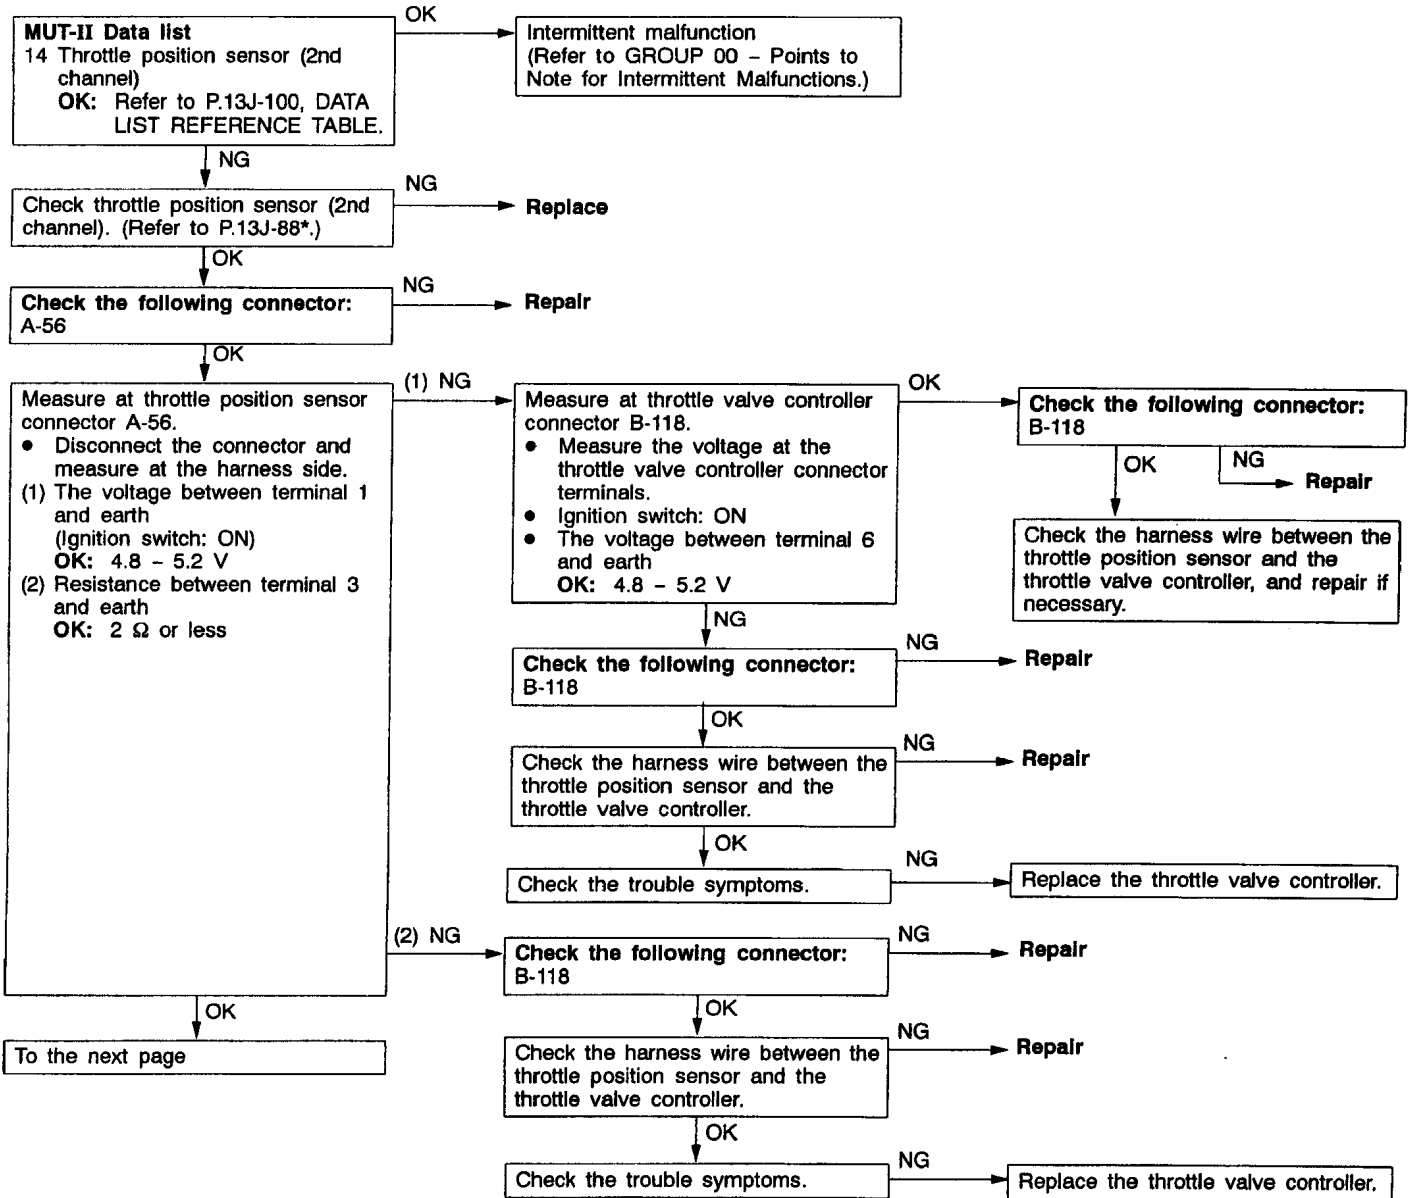 MUT-II Data list
14 Throttle position sensor (2nd
channel)
OK: Refer to P.13J-100, DATA
LIST REFERENCE TABLE.
OK
Intermittent malfunction
(Refer to GROUP 00 – Points to
Note for Intermittent Malfunctions.)
NG
Check throttle position sensor (2nd
channel). (Refer to P.13J-88*.)
NG
Replace
OK
Check the following connector:
A-56
NG
Repair
OK
Measure at throttle position sensor
connector A-56.
● Disconnect the connector and
measure at the harness side.
(1) The voltage between terminal 1
and earth
(Ignition switch: ON)
OK: 4.8 – 5.2 V
(2) Resistance between terminal 3
and earth
OK: 2 Ω or less
(1) NG
Measure at throttle valve controller
connector B-118.
● Measure the voltage at the
throttle valve controller connector
terminals.
● Ignition switch: ON
● The voltage between terminal 6
and earth
OK: 4.8 – 5.2 V
OK
Check the following connector:
B-118
OK
NG
Repair
Check the harness wire between the
throttle position sensor and the
throttle valve controller, and repair if
necessary.
NG
Check the following connector:
B-118
NG
Repair
OK
Check the harness wire between the
throttle position sensor and the
throttle valve controller.
NG
Repair
OK
Check the trouble symptoms.
NG
Replace the throttle valve controller.
(2) NG
Check the following connector:
B-118
NG
Repair
OK
Check the harness wire between the
throttle position sensor and the
throttle valve controller.
NG
Repair
OK
Check the trouble symptoms.
NG
Replace the throttle valve controller.
OK
To the next page